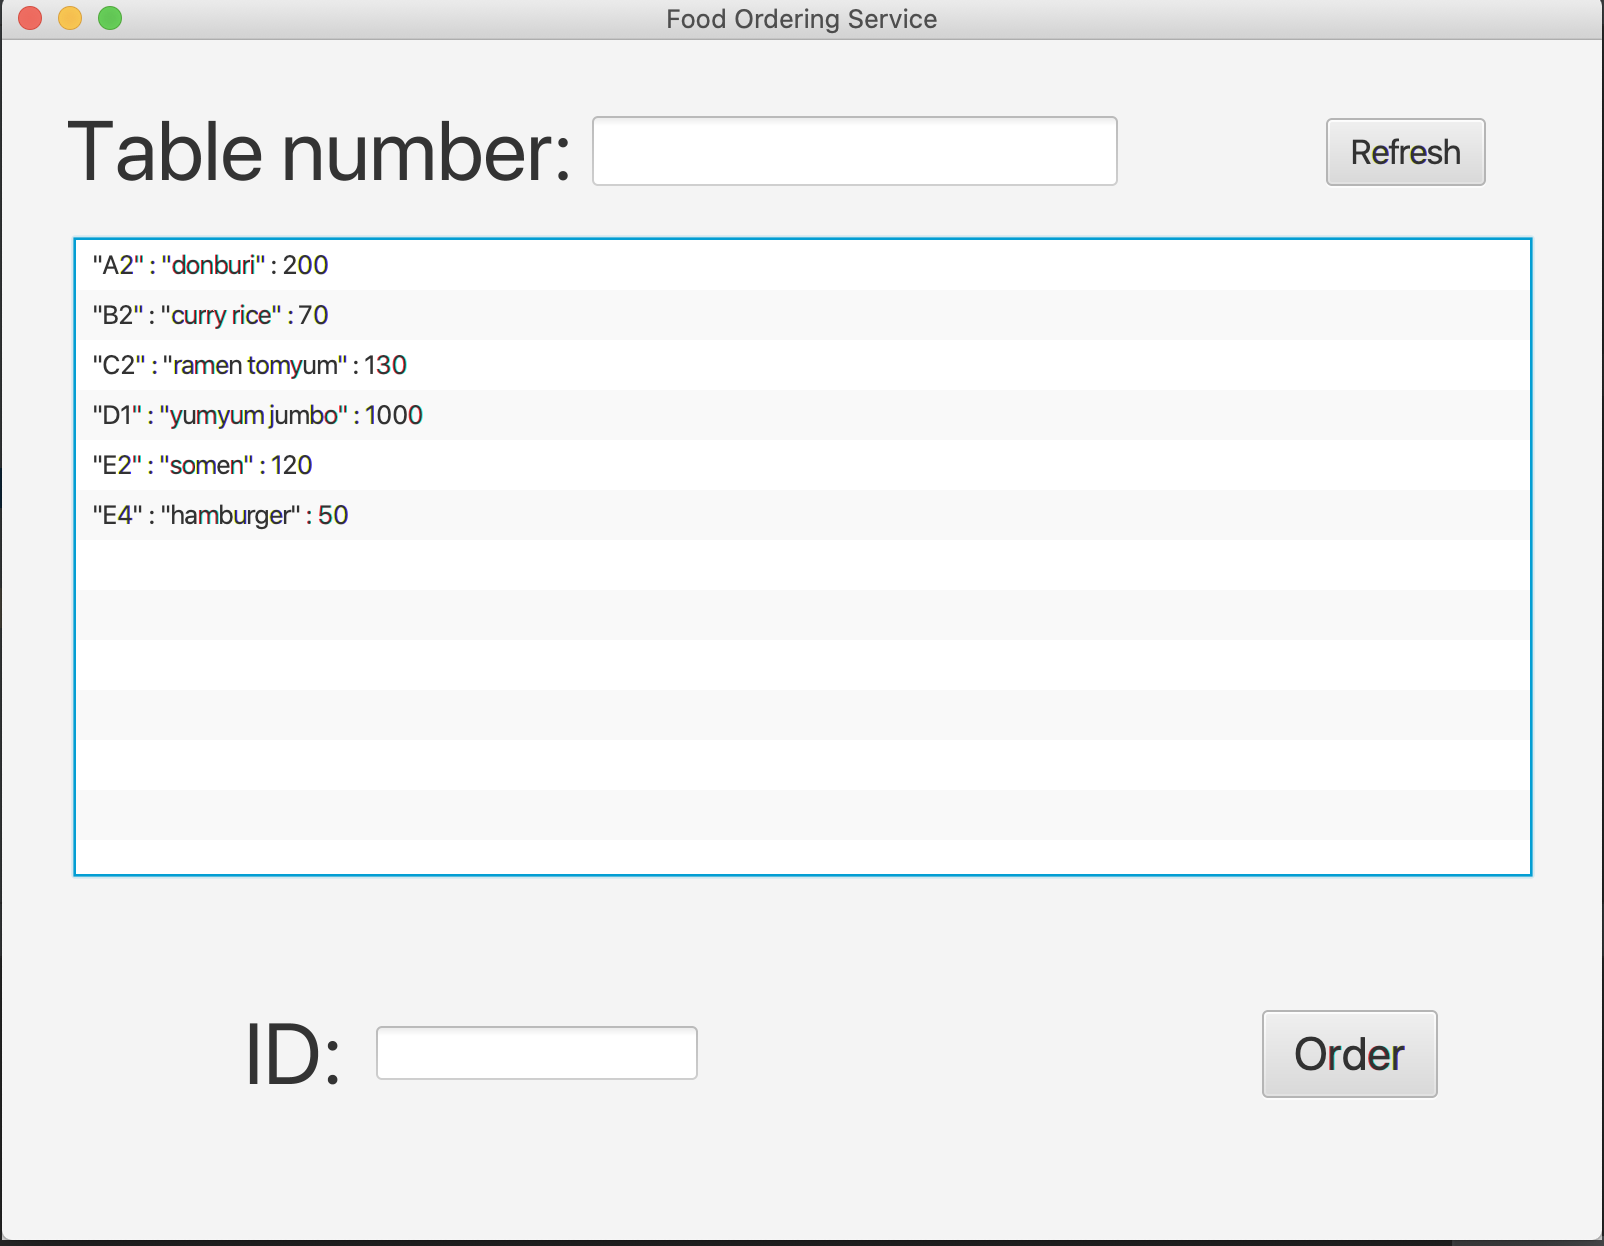 Food Ordering Service
Table number:
Refresh
"A2" : "donburi" : 200
"B2" : "curry rice" : 70
"C2" : "ramen tomyum" : 130
"D1" : "yumyum jumbo" : 1000
"E2" : "somen" : 120
"E4" : "hamburger" : 50
ID:
Order